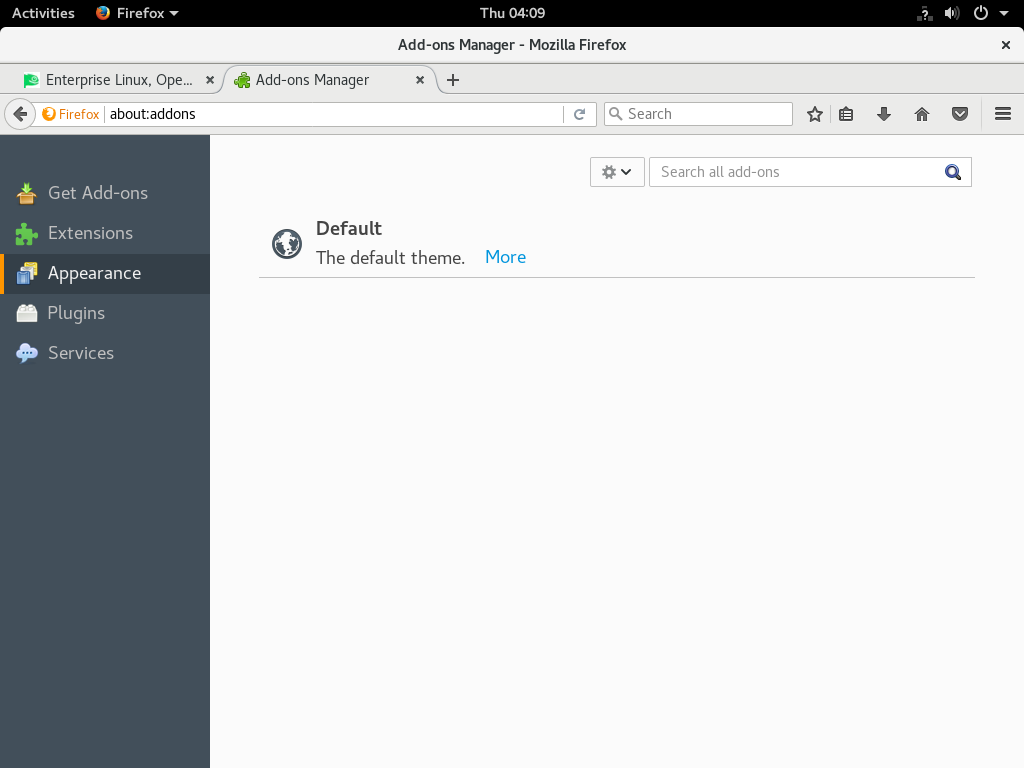 Activities Firefox Thu 04:09
Add-ons Manager - Mozilla Firefox
Enterprise Linux, Ope... Add-ons Manager
Firefox about:addons Search
Search all add-ons
Get Add-ons
Extensions
Appearance
Plugins
Services
Default
The default theme. More